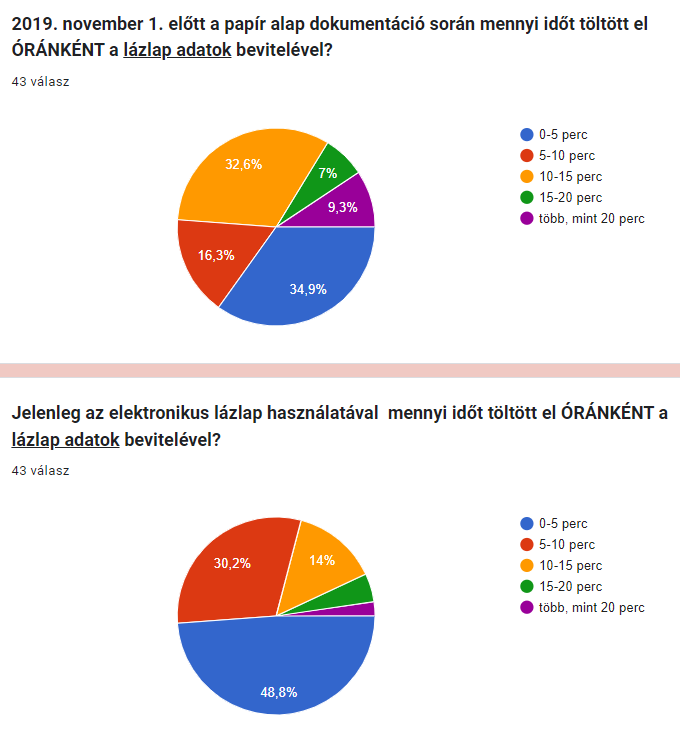 2019. november 1. előtt a papír alap dokumentáció során mennyi időt töltött el
ÓRÁNKÉNT a lázlap adatok bevitelével?
43 válasz
32,6%
7%
9,3%
16,3%
34,9%
0-5 perc
5-10 perc
10-15 perc
15-20 perc
több, mint 20 perc
Jelenleg az elektronikus lázlap használatával  mennyi időt töltött el ÓRÁNKÉNT a
lázlap adatok bevitelével?
43 válasz
30,2%
14%
48,8%
0-5 perc
5-10 perc
10-15 perc
15-20 perc
több, mint 20 perc